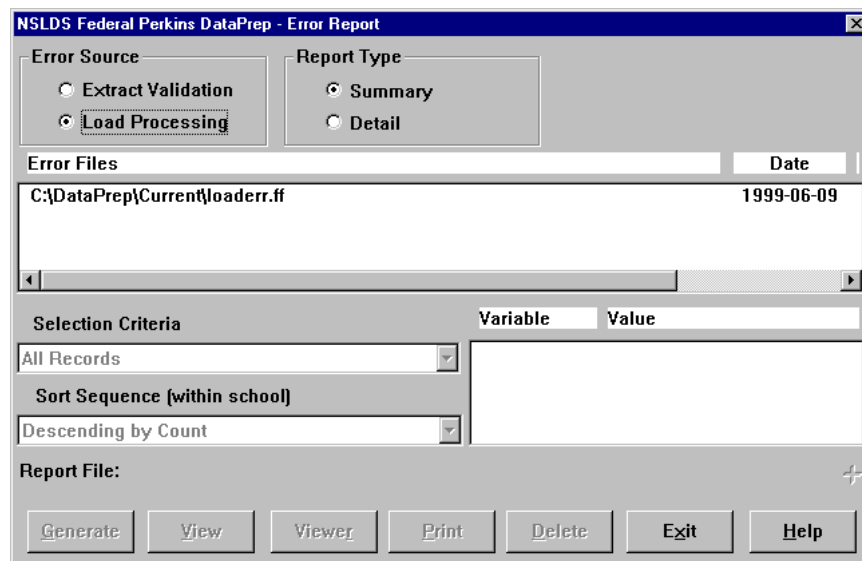 NSLDS Federal Perkins DataPrep - Error Report
Error Source
Extract Validation
Load Processing
Report Type
Summary
Detail
Error Files Date
C:\DataPrep\Current\loaderr.ff 1999-06-09
Selection Criteria
All Records
Sort Sequence (within school)
Descending by Count
Variable Value
Report File:
Generate View Viewer Print Delete Exit Help